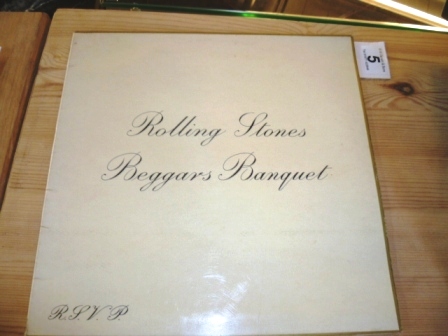 Rolling Stones
Beggars Banquet
R.S.V.P.
5